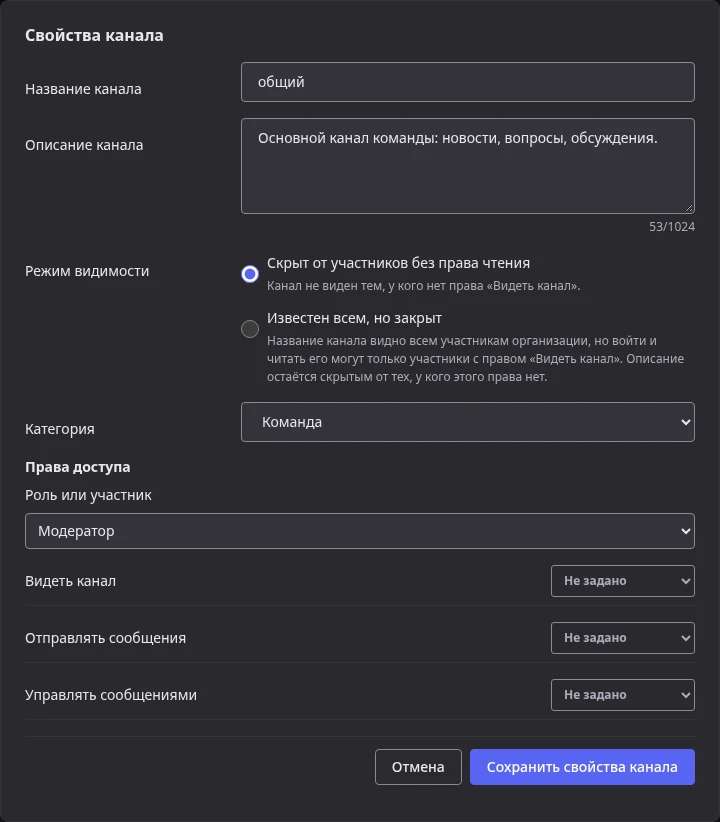 Свойства канала
Название канала
общий
Описание канала
Основной канал команды: новости, вопросы, обсуждения.
53/1024
Режим видимости
Скрыт от участников без права чтения
Канал не виден тем, у кого нет права «Видеть канал».
Известен всем, но закрыт
Название канала видно всем участникам организации, но войти и
читать его могут только участники с правом «Видеть канал». Описание
остаётся скрытым от тех, у кого этого права нет.
Категория
Команда
Права доступа
Роль или участник
Модератор
Видеть канал
Не задано
Отправлять сообщения
Не задано
Управлять сообщениями
Не задано
Отмена
Сохранить свойства канала